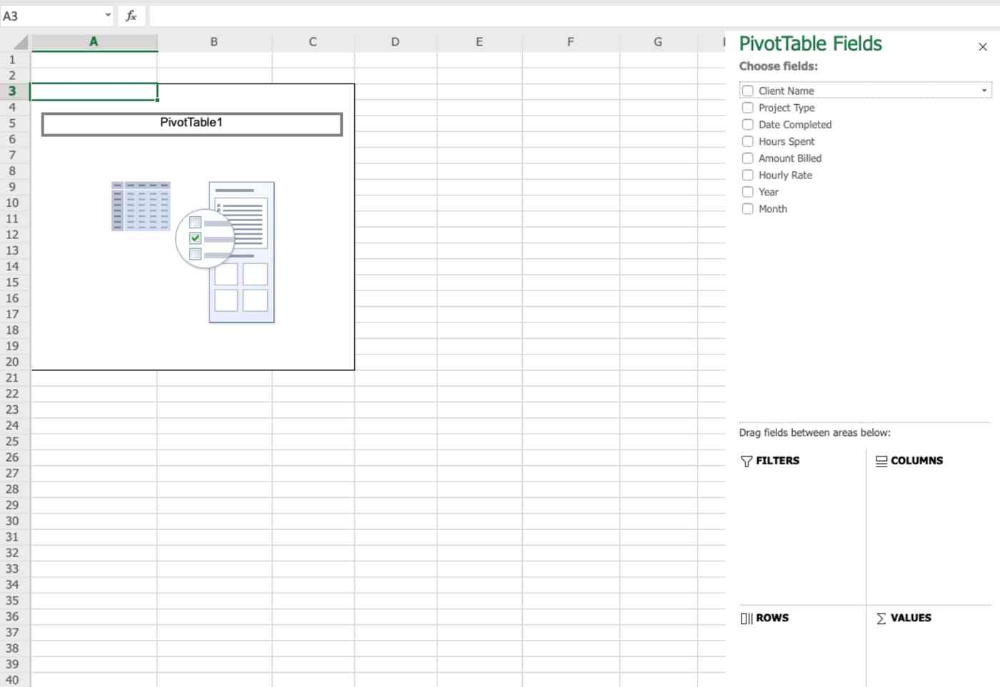 A3
fx
A B C D E F G
1
2
3
4
5
6
7
8
9
10
11
12
13
14
15
16
17
18
19
20
21
22
23
24
25
26
27
28
29
30
31
32
33
34
35
36
37
38
39
40
PivotTable1
PivotTable Fields
Choose fields:
Client Name
Project Type
Date Completed
Hours Spent
Amount Billed
Hourly Rate
Year
Month
Drag fields between areas below:
FILTERS
COLUMNS
ROWS
Σ VALUES